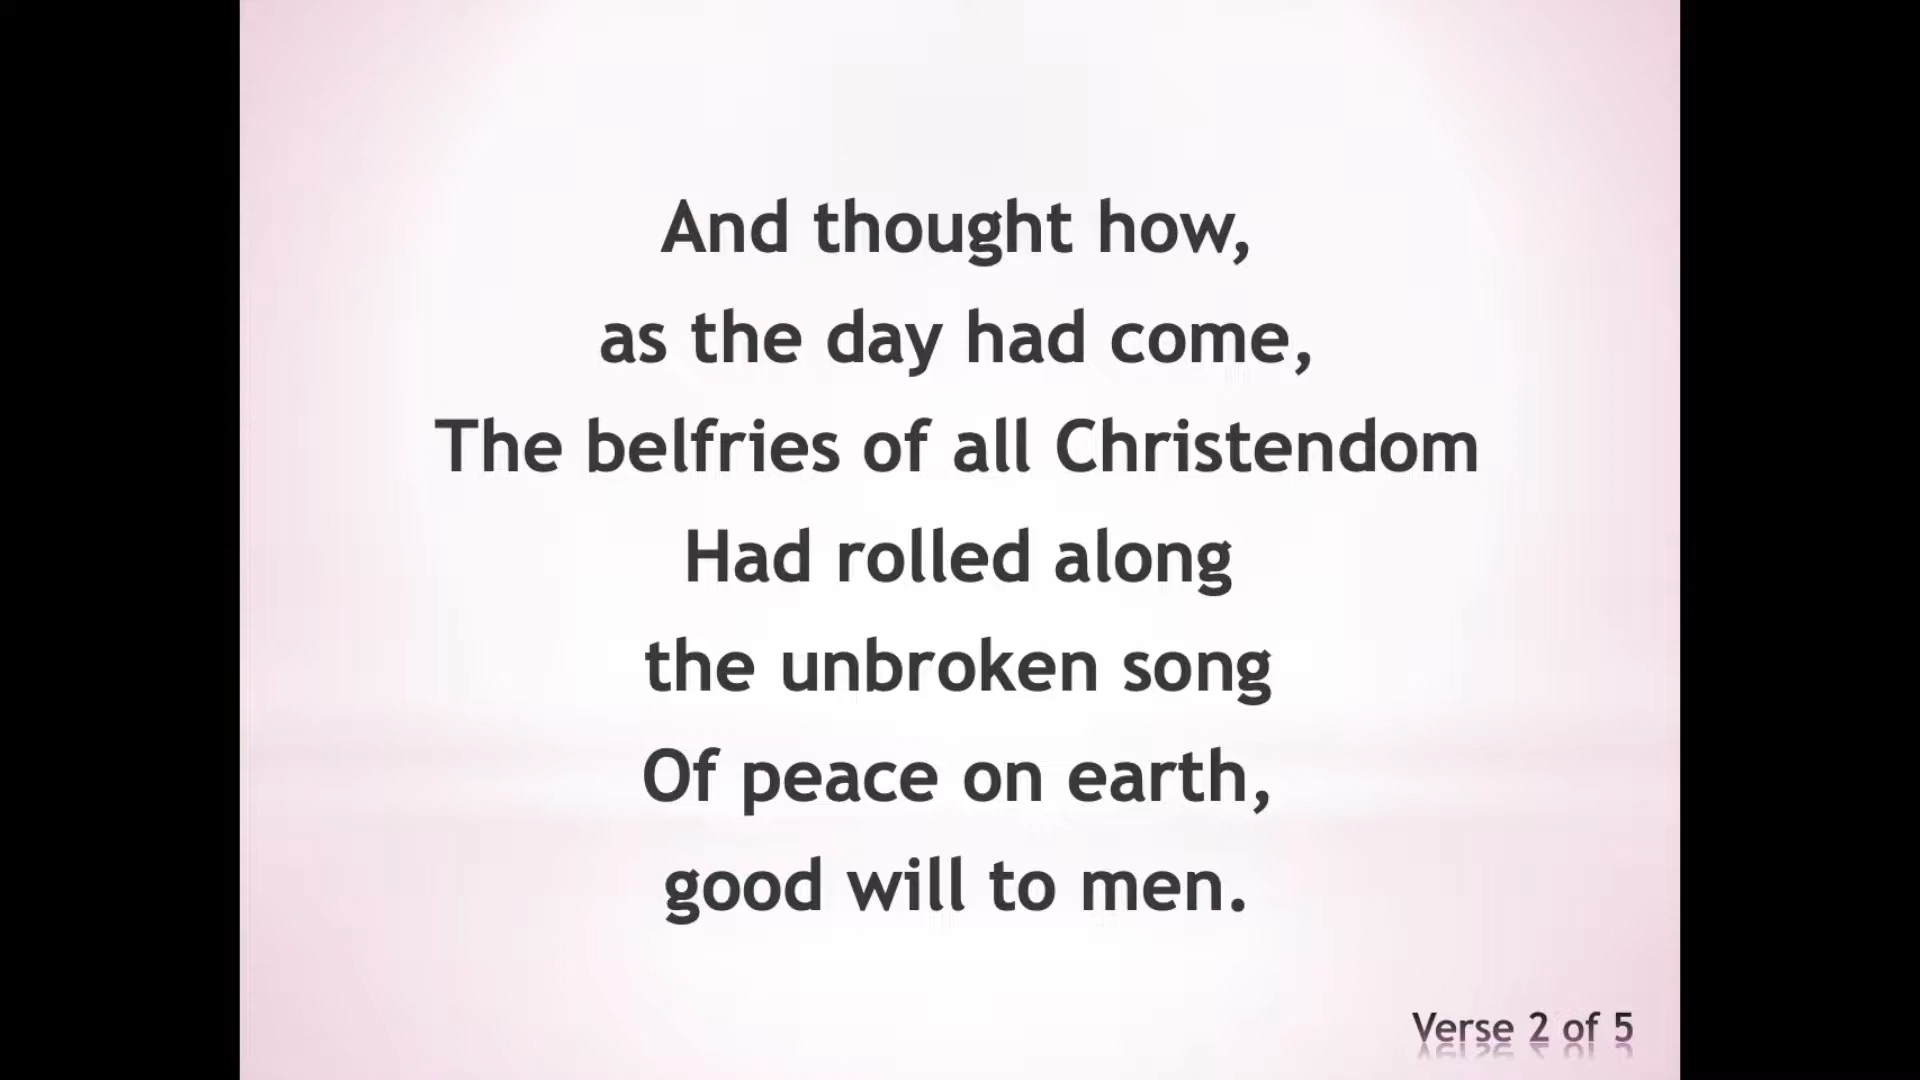 And thought how,
as the day had come,
The belfries of all Christendom
Had rolled along
the unbroken song
Of peace on earth,
good will to men.
Verse 2 of 5